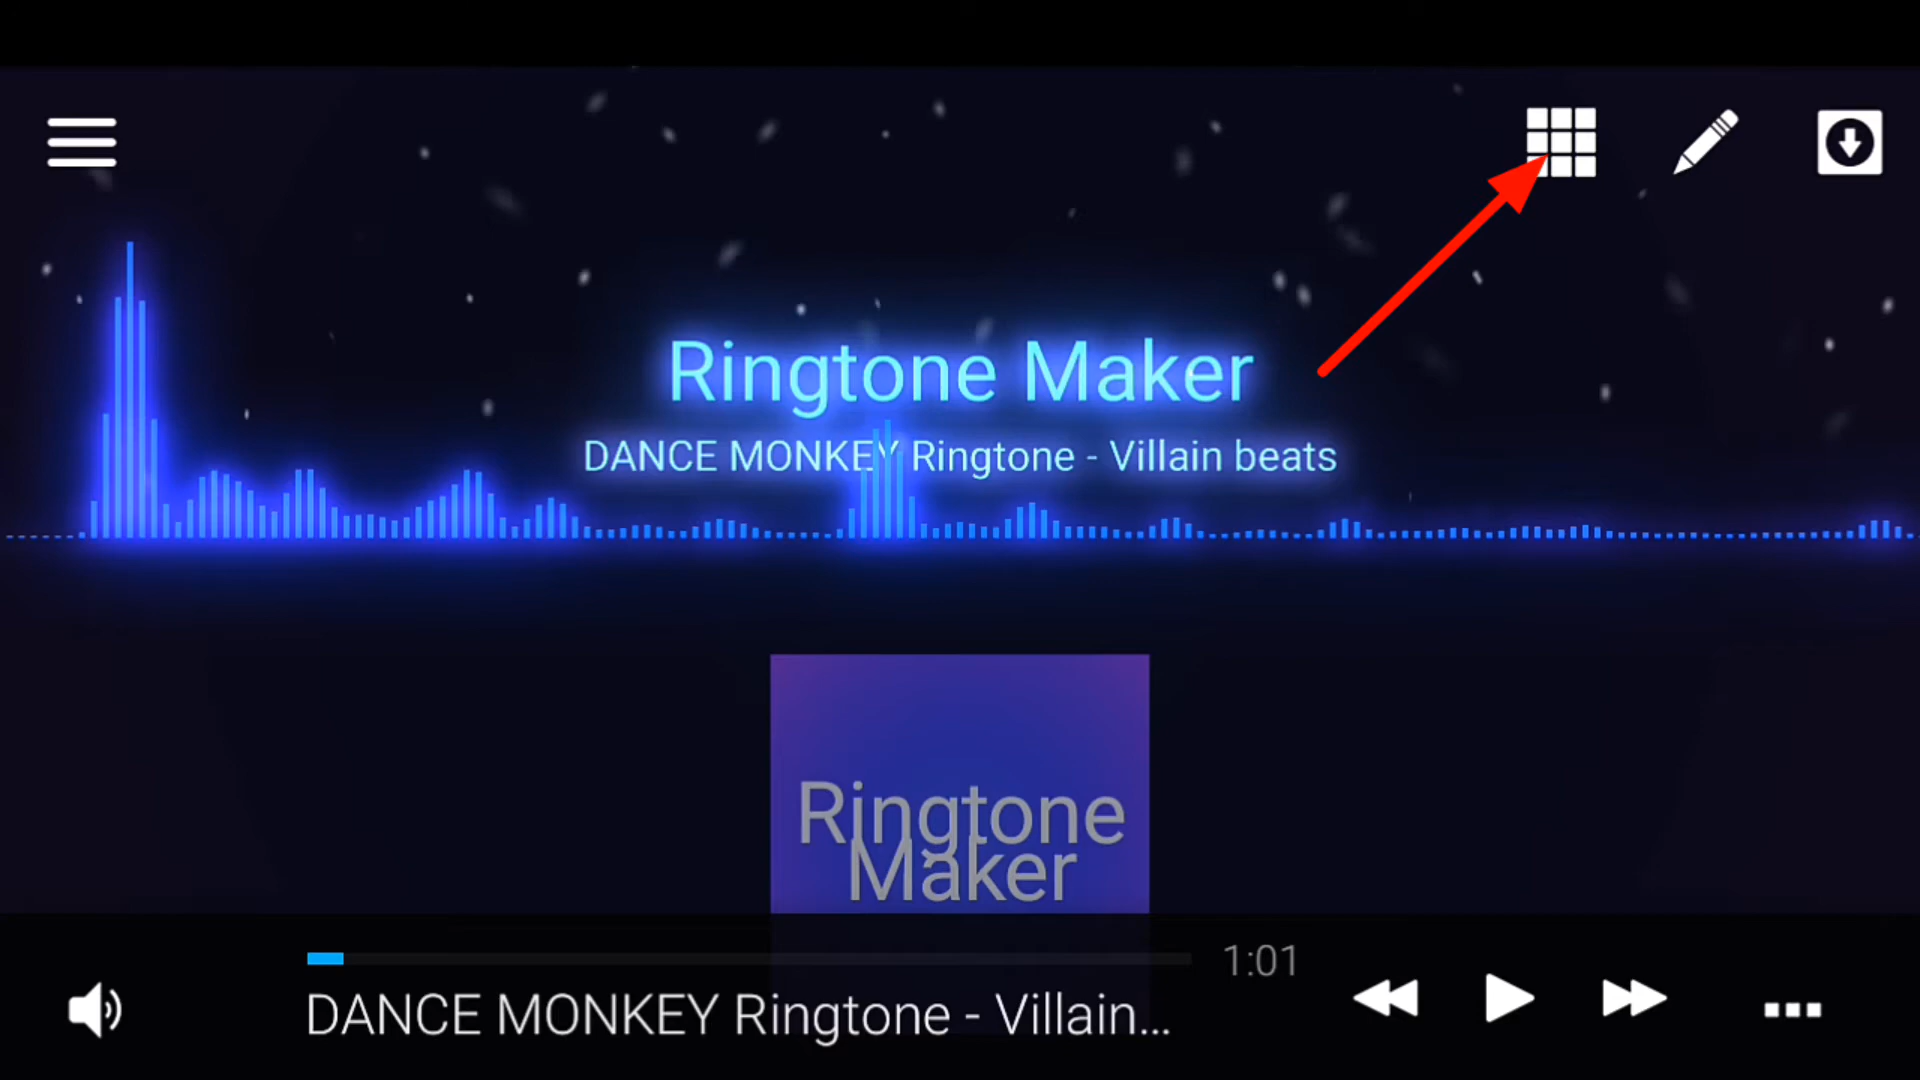 Ringtone Maker
DANCE MONKEY Ringtone - Villain beats
Ringtone
Maker
1:01
DANCE MONKEY Ringtone - Villain...